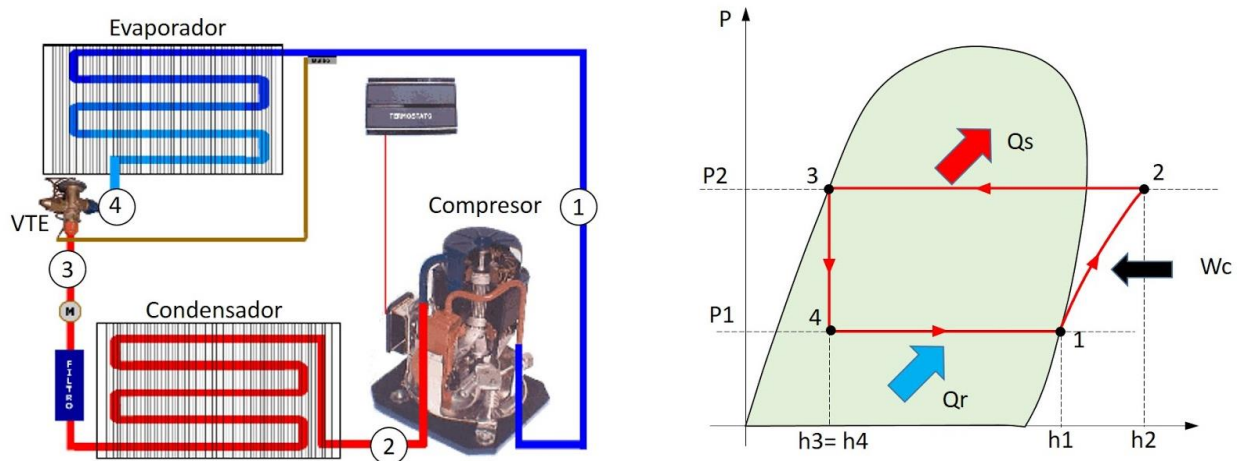 Evaporador
TERMOSTATO
4
VTE
Compresor
1
3
M
Condensador
FILTRO
2
P
Qs
P2
3
2
Wc
P1
4
1
Qr
h3= h4
h1
h2